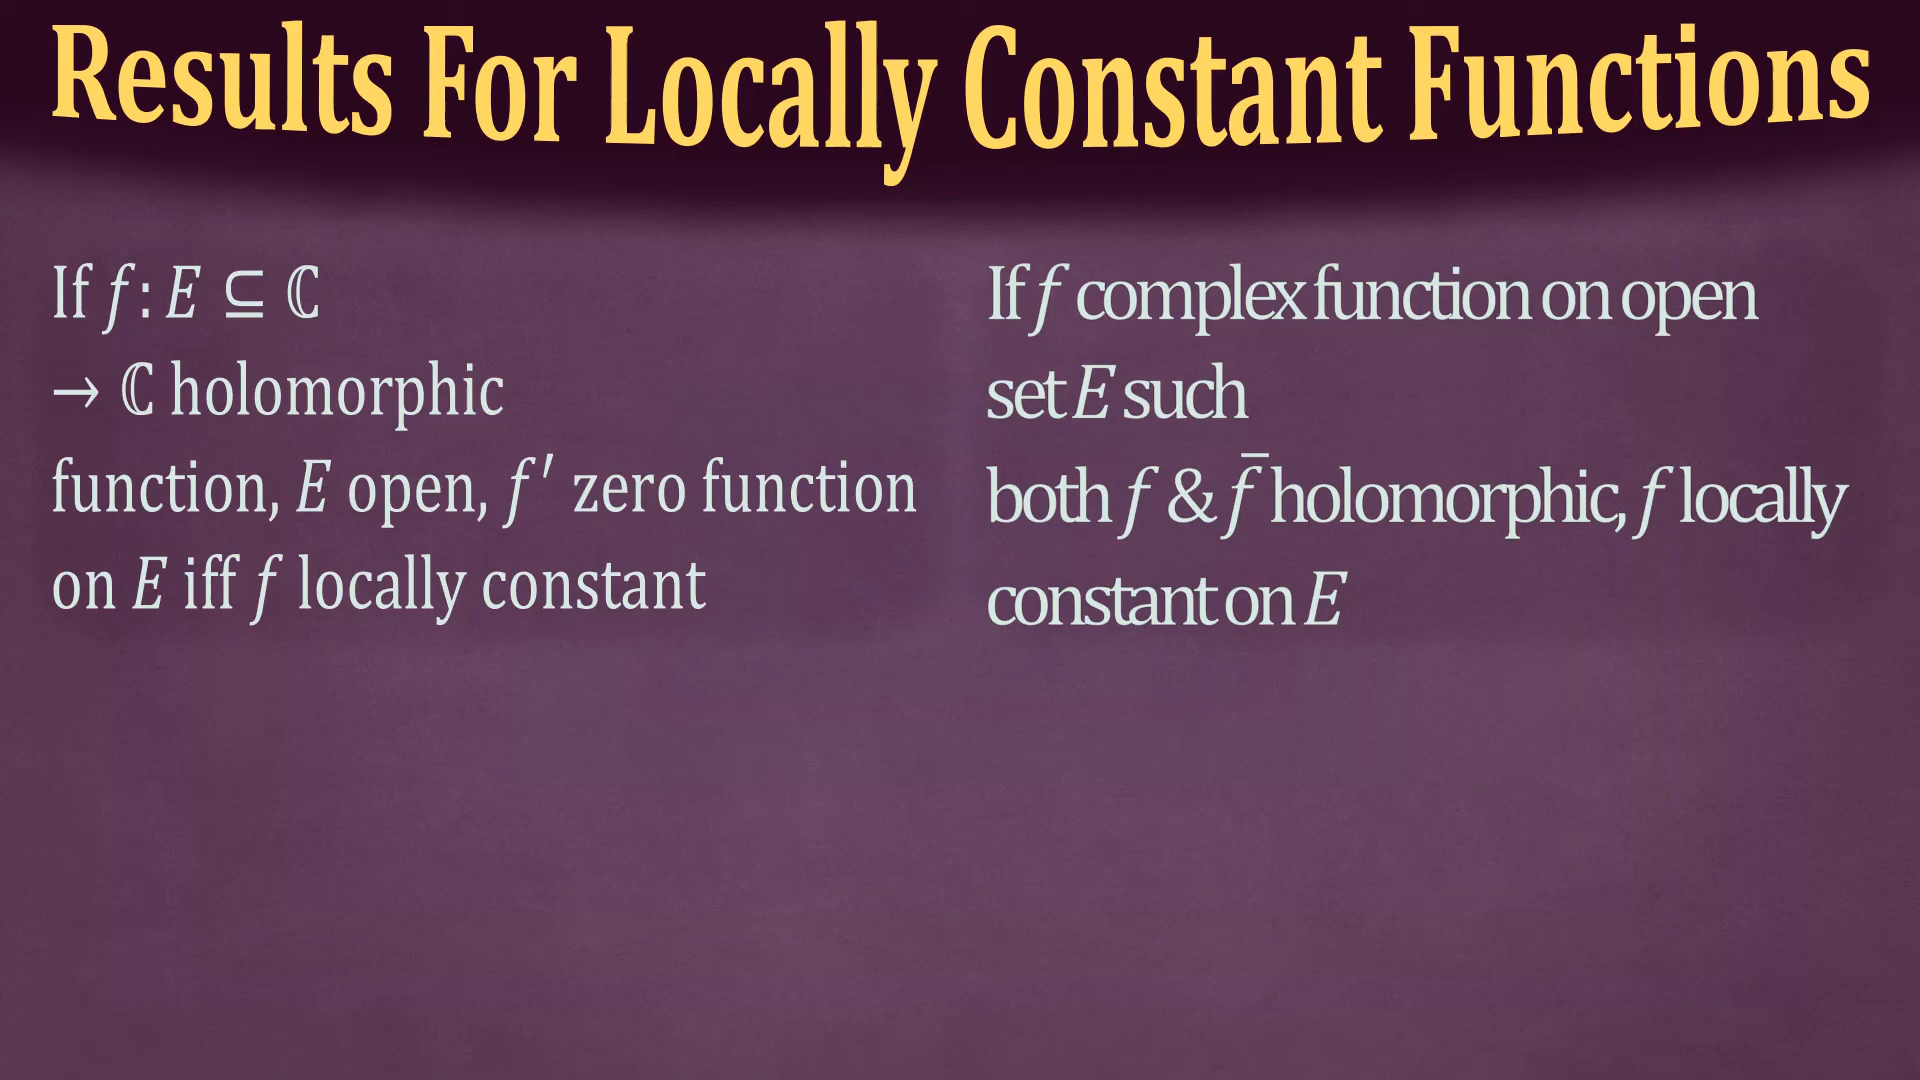 Results For Locally Constant Functions
If f: E ⊆ ℂ
→ ℂ holomorphic
function, E open, f′ zero function
on E iff f locally constant
If f complex function on open
set E such
both f & f̅ holomorphic, f locally
constant on E